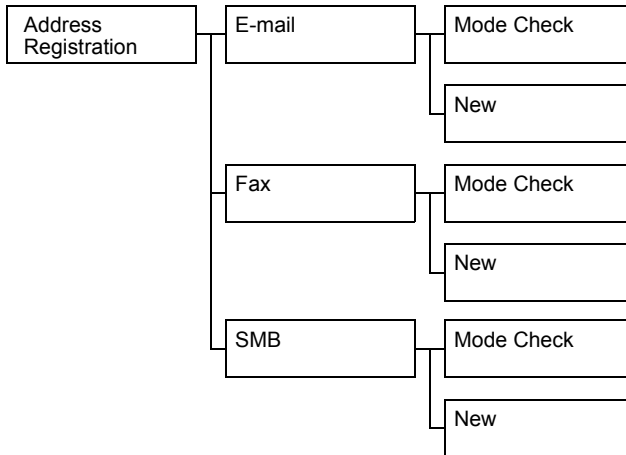 Address
Registration
E-mail
Mode Check
New
Fax
Mode Check
New
SMB
Mode Check
New